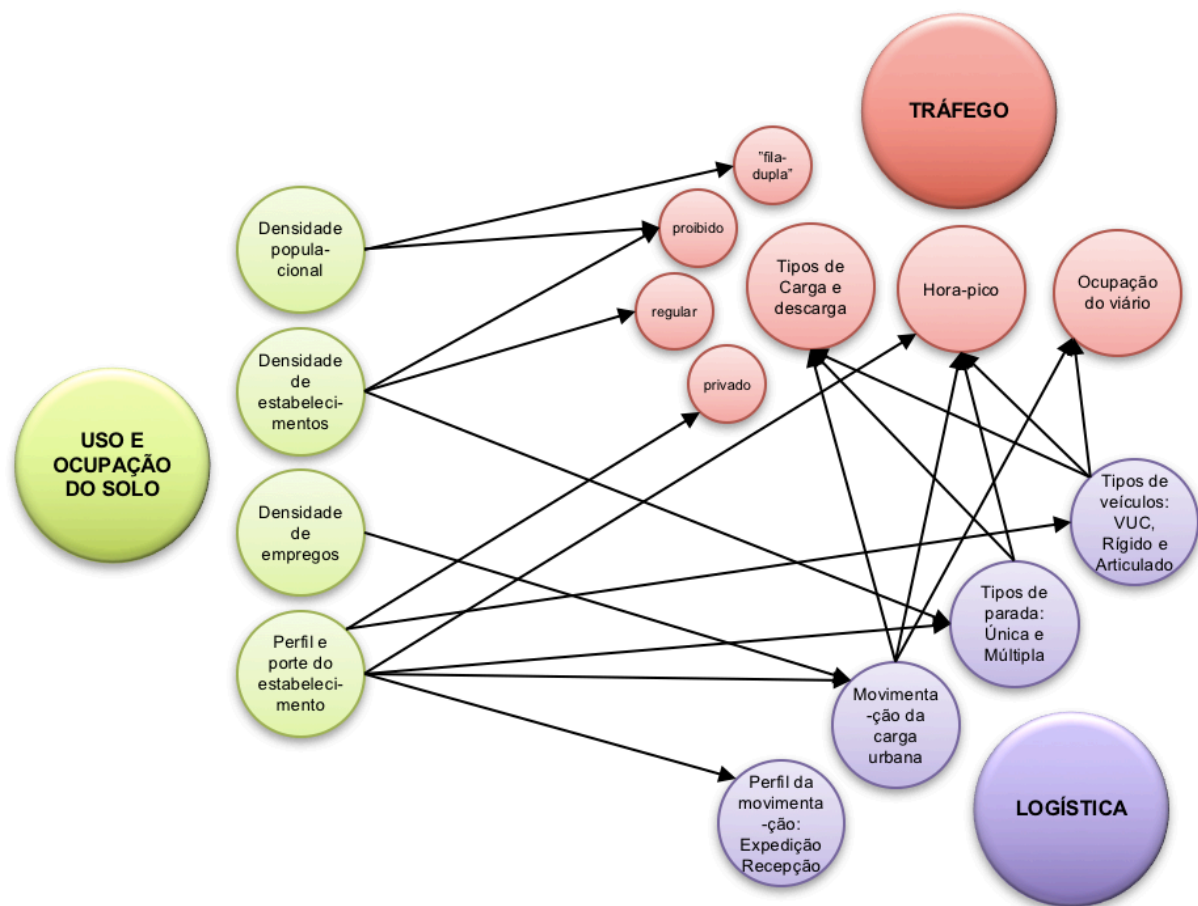 TRÁFEGO
"fila-
dupla"
proibido
regular
privado
Tipos de
Carga e
descarga
Hora-pico
Ocupação
do viário
USO E
OCUPAÇÃO
DO SOLO
Densidade
popula-
cional
Densidade
de
estabeleci-
mentos
Densidade
de
empregos
Perfil e
porte do
estabeleci-
mento
Tipos de
veículos:
VUC,
Rígido e
Articulado
Tipos de
parada:
Única e
Múltipla
Movimenta
-ção da
carga
urbana
Perfil da
movimenta
-ção:
Expedição
Recepção
LOGÍSTICA